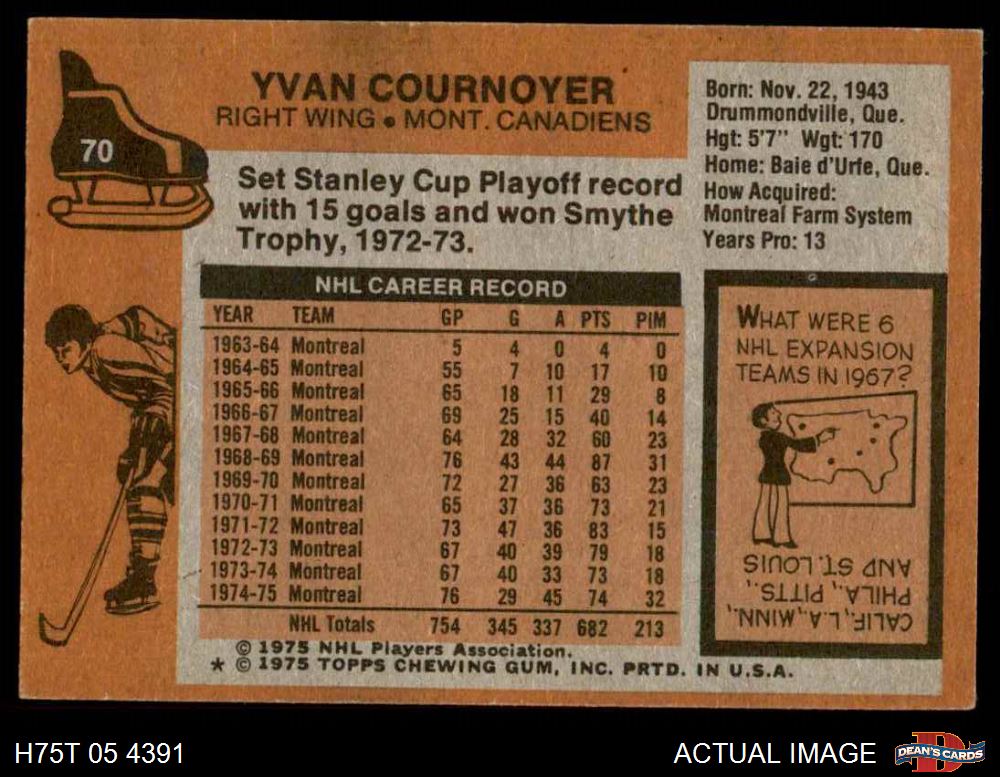 70
YVAN COURNOYER
RIGHT WING • MONT. CANADIENS
Set Stanley Cup Playoff record
with 15 goals and won Smythe
Trophy, 1972-73.
Born: Nov. 22, 1943
Drummondville, Que.
Hgt: 5'7" Wgt: 170
Home: Baie d'Urfe, Que.
How Acquired:
Montreal Farm System
Years Pro: 13
NHL CAREER RECORD
YEAR TEAM GP G A PTS PIM
1963-64 Montreal 5 4 0 4 0
1964-65 Montreal 55 7 10 17 10
1965-66 Montreal 65 18 11 29 8
1966-67 Montreal 69 25 15 40 14
1967-68 Montreal 64 28 32 60 23
1968-69 Montreal 76 43 44 87 31
1969-70 Montreal 72 27 36 63 23
1970-71 Montreal 65 37 36 73 21
1971-72 Montreal 73 47 36 83 15
1972-73 Montreal 67 40 39 79 18
1973-74 Montreal 67 40 33 73 18
1974-75 Montreal 76 29 45 74 32
NHL Totals 754 345 337 682 213
© 1975 NHL Players Association.
* © 1975 TOPPS CHEWING GUM, INC. PRTD. IN U.S.A.
WHAT WERE 6
NHL EXPANSION
TEAMS IN 1967?
CALIF., L.A., MINN.,
PHILA., PITTS.,
AND ST. LOUIS
H75T 05 4391
ACTUAL IMAGE
D
DEAN'S CARDS